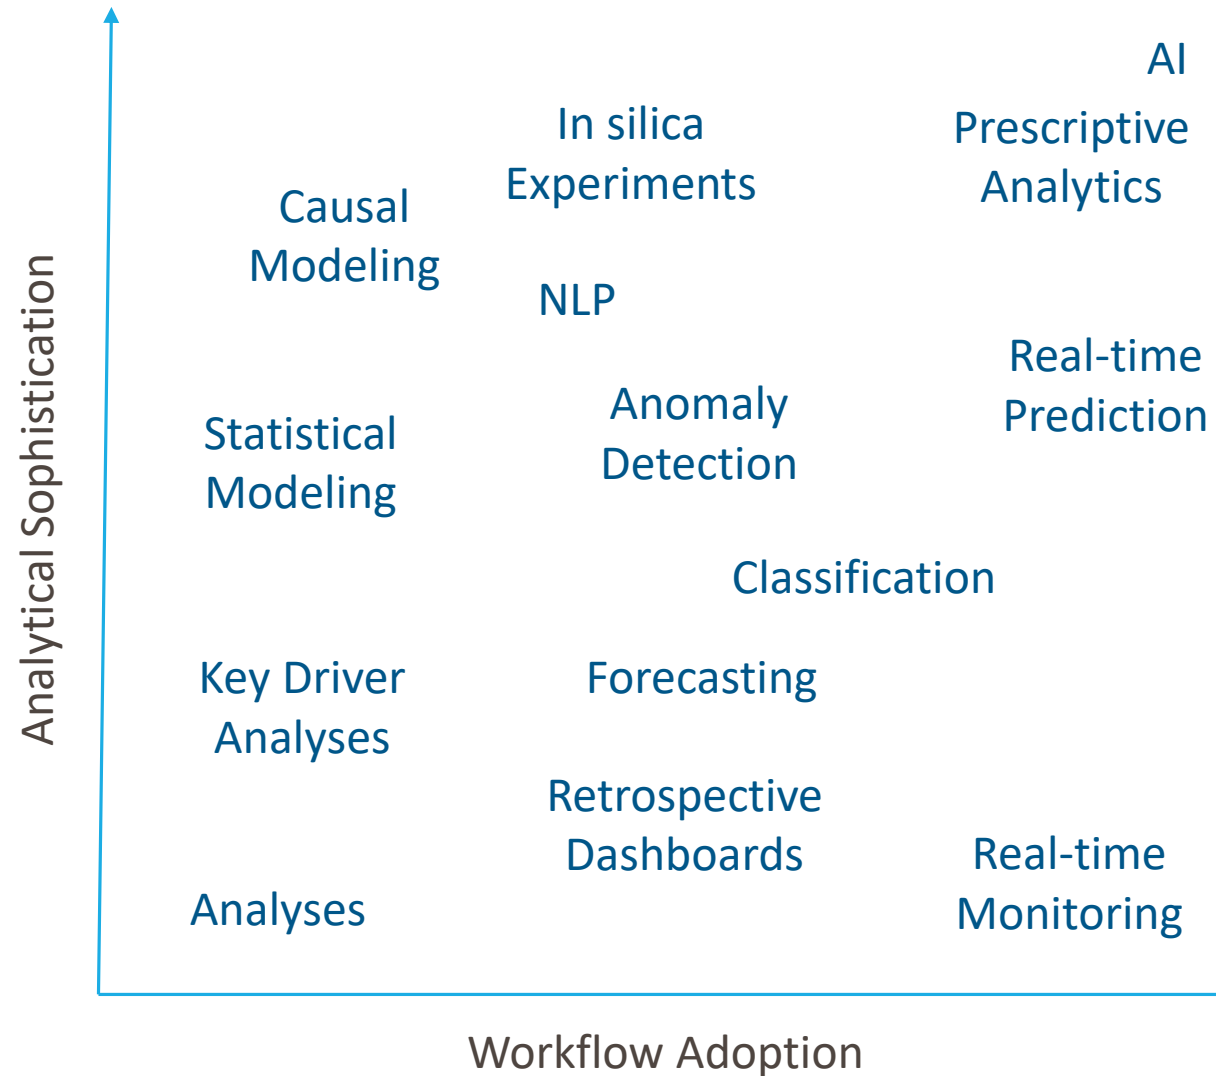 AI
In silica
Experiments
Prescriptive
Analytics
Causal
Modeling
NLP
Real-time
Prediction
Anomaly
Detection
Statistical
Modeling
Classification
Key Driver
Analyses
Forecasting
Retrospective
Dashboards
Real-time
Monitoring
Analyses
Analytical Sophistication
Workflow Adoption